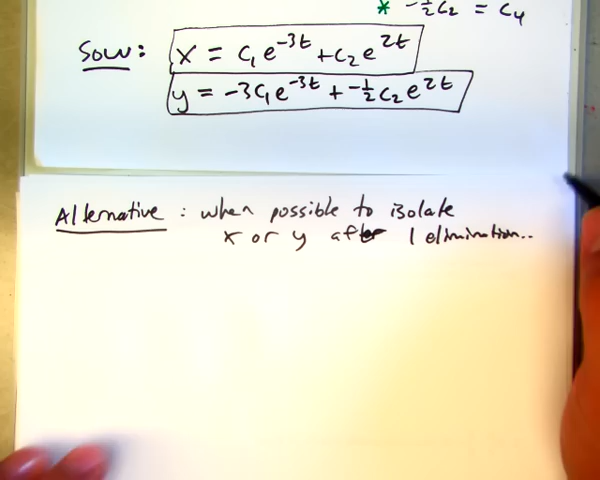 * -½C₂ = C₄
Soln: x = C₁e^-3t + C₂e^2t
y = -3C₁e^-3t + -½C₂e^2t
Alternative : when possible to isolate
x or y after 1 elimination..